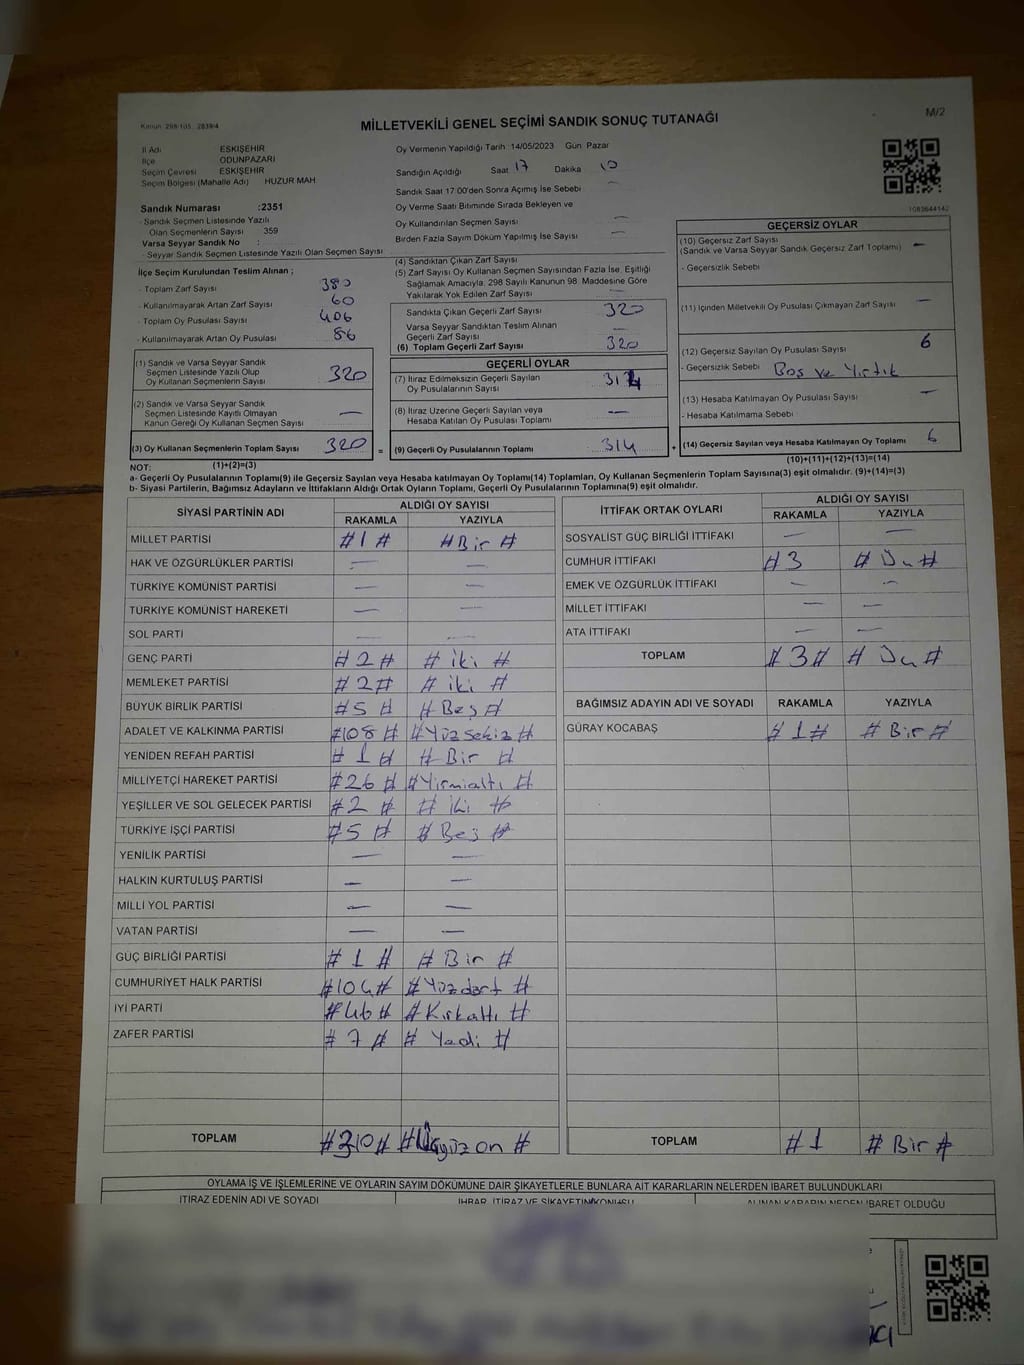 Kanun: 298/105, 2839/4
MİLLETVEKİLİ GENEL SEÇİMİ SANDIK SONUÇ TUTANAĞI
M/2
İl Adı ESKİŞEHİR
İlçe ODUNPAZARI
Seçim Çevresi ESKİŞEHİR
Seçim Bölgesi (Mahalle Adı) HUZUR MAH.
Oy Vermenin Yapıldığı Tarih 14/05/2023 Gün Pazar
Sandığın Açıldığı Saat 17 Dakika 10
Sandık Saat 17:00'den Sonra Açılmış İse Sebebi —
Oy Verme Saati Bitiminde Sırada Bekleyen ve
Oy Kullandırılan Seçmen Sayısı —
Birden Fazla Sayım Döküm Yapılmış İse Sayısı —
1083644142
Sandık Numarası :2351
- Sandık Seçmen Listesinde Yazılı
Olan Seçmenlerin Sayısı 359
Varsa Seyyar Sandık No :
- Seyyar Sandık Seçmen Listesinde Yazılı Olan Seçmen Sayısı
İlçe Seçim Kurulundan Teslim Alınan ;
- Toplam Zarf Sayısı 380
- Kullanılmayarak Artan Zarf Sayısı 60
- Toplam Oy Pusulası Sayısı 406
- Kullanılmayarak Artan Oy Pusulası 86
(1) Sandık ve Varsa Seyyar Sandık
Seçmen Listesinde Yazılı Olup
Oy Kullanan Seçmenlerin Sayısı 320
(2) Sandık ve Varsa Seyyar Sandık
Seçmen Listesinde Kayıtlı Olmayan
Kanun Gereği Oy Kullanan Seçmen Sayısı —
(3) Oy Kullanan Seçmenlerin Toplam Sayısı 320
(4) Sandıktan Çıkan Zarf Sayısı
(5) Zarf Sayısı Oy Kullanan Seçmen Sayısından Fazla İse, Eşitliği
Sağlamak Amacıyla, 298 Sayılı Kanunun 98. Maddesine Göre
Yakılarak Yok Edilen Zarf Sayısı —
Sandıkta Çıkan Geçerli Zarf Sayısı 320
Varsa Seyyar Sandıktan Teslim Alınan
Geçerli Zarf Sayısı —
(6) Toplam Geçerli Zarf Sayısı 320
GEÇERLİ OYLAR
(7) İtiraz Edilmeksizin Geçerli Sayılan
Oy Pusulalarının Sayısı 314
(8) İtiraz Üzerine Geçerli Sayılan veya
Hesaba Katılan Oy Pusulası Toplamı —
= (9) Geçerli Oy Pusulalarının Toplamı 314
GEÇERSİZ OYLAR
(10) Geçersiz Zarf Sayısı —
(Sandık ve Varsa Seyyar Sandık Geçersiz Zarf Toplamı)
- Geçersizlik Sebebi
(11) İçinden Milletvekili Oy Pusulası Çıkmayan Zarf Sayısı —
(12) Geçersiz Sayılan Oy Pusulası Sayısı 6
- Geçersizlik Sebebi Boş ve Yırtık
(13) Hesaba Katılmayan Oy Pusulası Sayısı —
- Hesaba Katılmama Sebebi
+ (14) Geçersiz Sayılan veya Hesaba Katılmayan Oy Toplamı 6
NOT: (1)+(2)=(3)
(10)+(11)+(12)+(13)=(14)
a- Geçerli Oy Pusulalarının Toplamı(9) ile Geçersiz Sayılan veya Hesaba katılmayan Oy Toplamı(14) Toplamları, Oy Kullanan Seçmenlerin Toplam Sayısına(3) eşit olmalıdır. (9)+(14)=(3)
b- Siyasi Partilerin, Bağımsız Adayların ve İttifakların Aldığı Ortak Oyların Toplamı, Geçerli Oy Pusulalarının Toplamına(9) eşit olmalıdır.
SİYASİ PARTİNİN ADI ALDIĞI OY SAYISI
RAKAMLA YAZIYLA
MİLLET PARTİSİ #1# #Bir#
HAK VE ÖZGÜRLÜKLER PARTİSİ — —
TÜRKİYE KOMÜNİST PARTİSİ — —
TÜRKİYE KOMÜNİST HAREKETİ — —
SOL PARTİ — —
GENÇ PARTİ #2# #iki#
MEMLEKET PARTİSİ #2# #iki#
BÜYÜK BİRLİK PARTİSİ #5# #Beş#
ADALET VE KALKINMA PARTİSİ #108# #Yüzsekiz#
YENİDEN REFAH PARTİSİ #1# #Bir#
MİLLİYETÇİ HAREKET PARTİSİ #26# #Yirmialtı#
YEŞİLLER VE SOL GELECEK PARTİSİ #2# #iki#
TÜRKİYE İŞÇİ PARTİSİ #5# #Beş#
YENİLİK PARTİSİ — —
HALKIN KURTULUŞ PARTİSİ — —
MİLLİ YOL PARTİSİ — —
VATAN PARTİSİ — —
GÜÇ BİRLİĞİ PARTİSİ #1# #Bir#
CUMHURİYET HALK PARTİSİ #104# #Yüzdört#
İYİ PARTİ #46# #Kırkaltı#
ZAFER PARTİSİ #7# #Yedi#
TOPLAM #310# #Üçyüzon#
İTTİFAK ORTAK OYLARI ALDIĞI OY SAYISI
RAKAMLA YAZIYLA
SOSYALİST GÜÇ BİRLİĞİ İTTİFAKI — —
CUMHUR İTTİFAKI #3 #Üç#
EMEK VE ÖZGÜRLÜK İTTİFAKI — —
MİLLET İTTİFAKI — —
ATA İTTİFAKI — —
TOPLAM #3# #Üç#
BAĞIMSIZ ADAYIN ADI VE SOYADI RAKAMLA YAZIYLA
GÜRAY KOCABAŞ #1# #Bir#
TOPLAM #1 #Bir#
OYLAMA İŞ VE İŞLEMLERİNE VE OYLARIN SAYIM DÖKÜMÜNE DAİR ŞİKAYETLERLE BUNLARA AİT KARARLARIN NELERDEN İBARET BULUNDUKLARI
İTİRAZ EDENİN ADI VE SOYADI İHBAR, İTİRAZ VE ŞİKAYETİN KONUSU ALINAN KARARIN NEDEN İBARET OLDUĞU